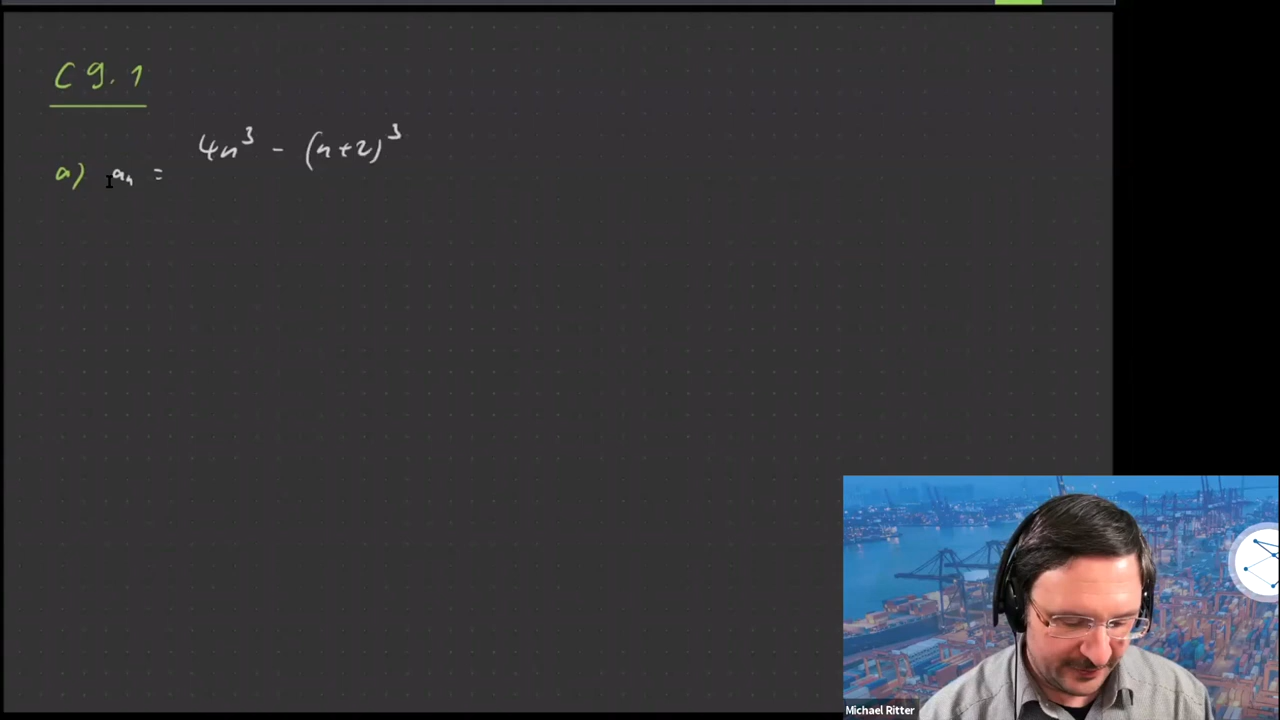 C 9.1
4n³ - (n+2)³
a) aₙ =
Michael Ritter